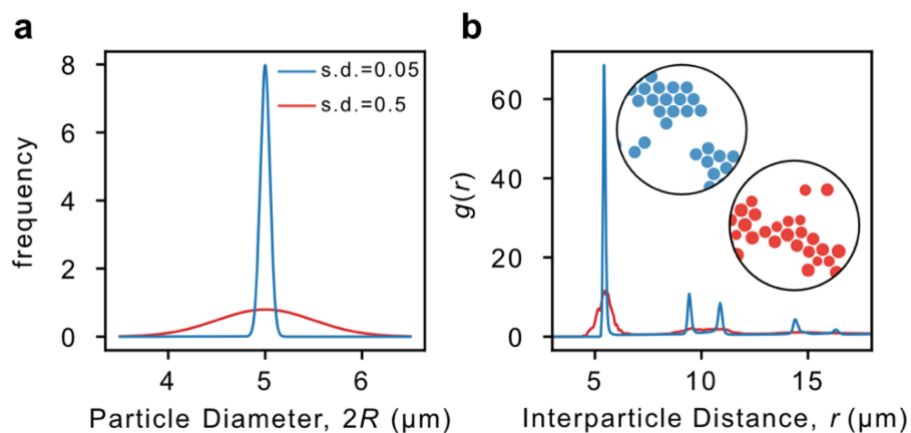 a
8
6
4
2
0
frequency
s.d.=0.05
s.d.=0.5
4
5
6
Particle Diameter, 2R (μm)
b
60
40
20
0
g(r)
5
10
15
Interparticle Distance, r (μm)